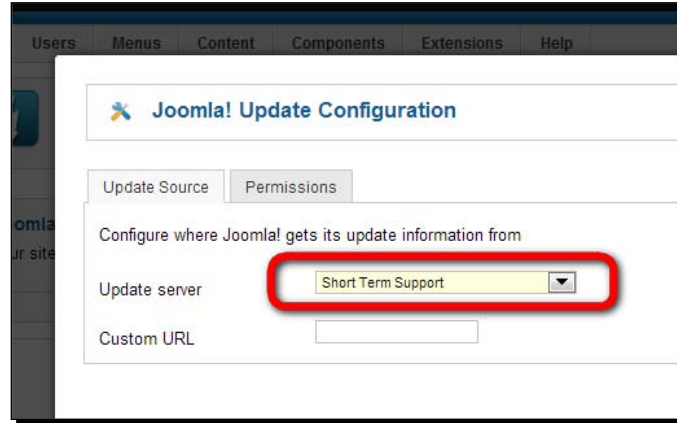 Users Menus Content Components Extensions Help
Joomla! Update Configuration
Update Source Permissions
Configure where Joomla! gets its update information from
Update server Short Term Support
Custom URL